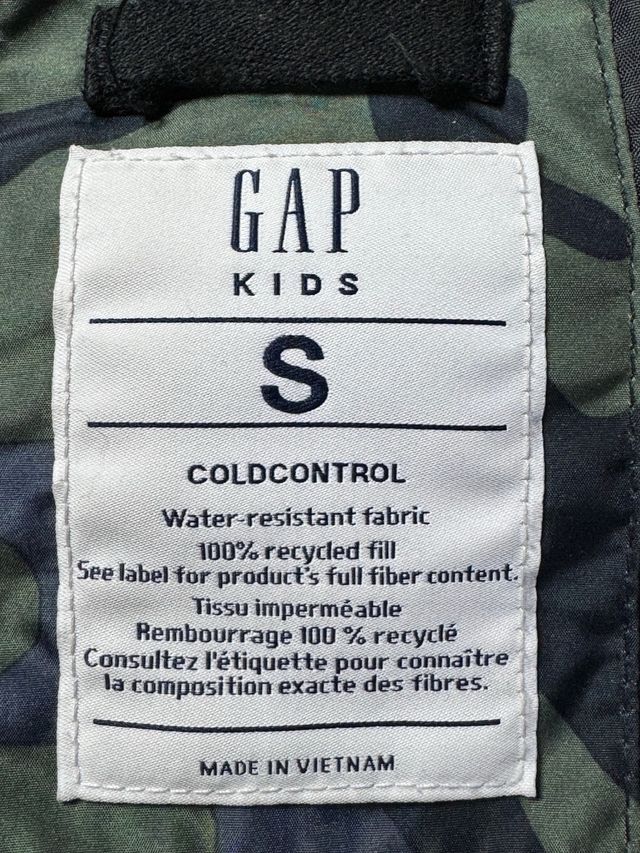 GAP
KIDS
S
COLDCONTROL
Water-resistant fabric
100% recycled fill
See label for product's full fiber content.
Tissu imperméable
Rembourrage 100 % recyclé
Consultez l'étiquette pour connaître
la composition exacte des fibres.
MADE IN VIETNAM